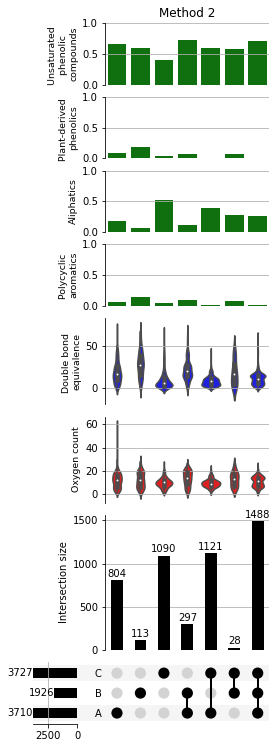 Method 2
Unsaturated
phenolic
compounds
1.0
0.5
0.0
Plant-derived
phenolics
1.0
0.5
0.0
Aliphatics
1.0
0.5
0.0
Polycyclic
aromatics
1.0
0.5
0.0
Double bond
equivalence
50
0
Oxygen count
60
40
20
0
Intersection size
1500
1000
500
0
804
113
1090
297
1121
28
1488
3727 C
1926 B
3710 A
2500 0